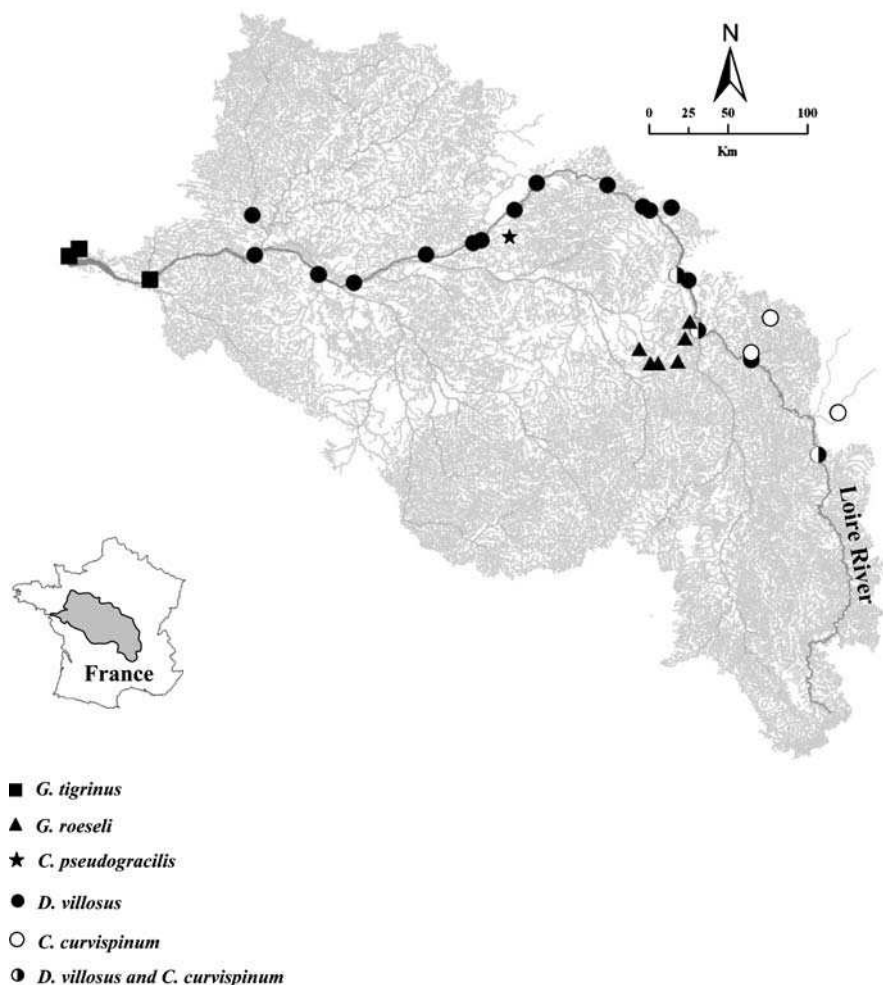 N
0 25 50 100
Km
Loire River
France
G. tigrinus
G. roeseli
C. pseudogracilis
D. villosus
C. curvispinum
D. villosus and C. curvispinum